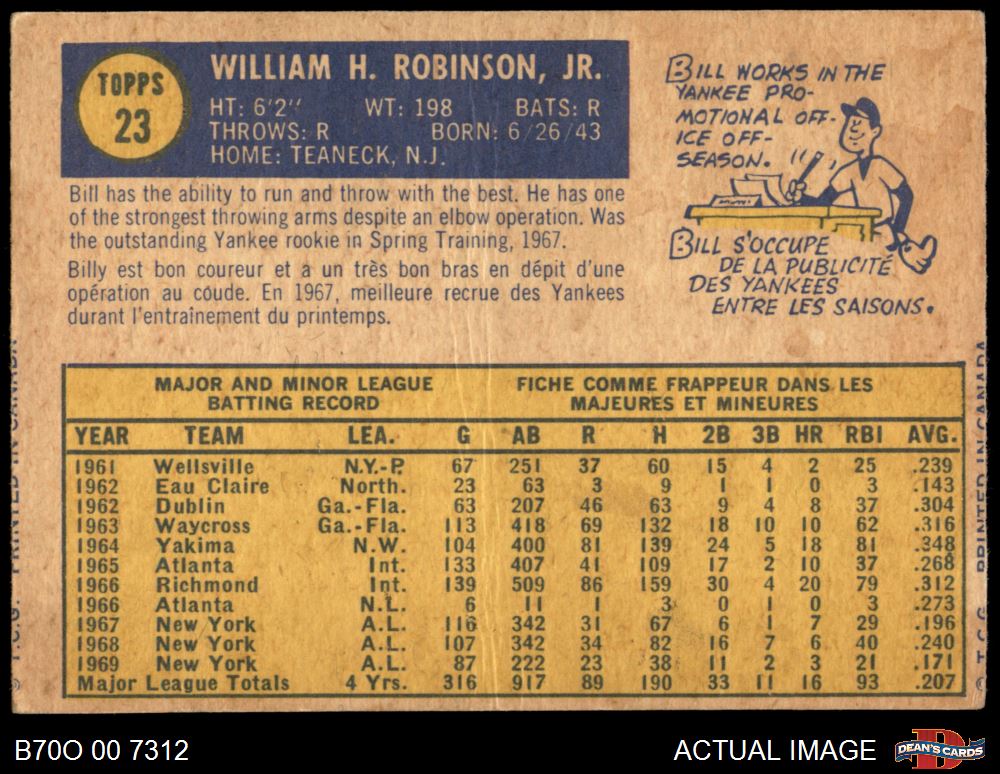 TOPPS
23
WILLIAM H. ROBINSON, JR.
HT: 6'2" WT: 198 BATS: R
THROWS: R BORN: 6/26/43
HOME: TEANECK, N.J.
Bill has the ability to run and throw with the best. He has one
of the strongest throwing arms despite an elbow operation. Was
the outstanding Yankee rookie in Spring Training, 1967.
Billy est bon coureur et a un très bon bras en dépit d'une
opération au coude. En 1967, meilleure recrue des Yankees
durant l'entraînement du printemps.
BILL WORKS IN THE
YANKEE PRO-
MOTIONAL OFF-
ICE OFF-
SEASON.
BILL S'OCCUPE
DE LA PUBLICITÉ
DES YANKEES
ENTRE LES SAISONS.
MAJOR AND MINOR LEAGUE
BATTING RECORD
FICHE COMME FRAPPEUR DANS LES
MAJEURES ET MINEURES
YEAR TEAM LEA. G AB R H 2B 3B HR RBI AVG.
1961 Wellsville N.Y.-P. 67 251 37 60 15 4 2 25 .239
1962 Eau Claire North. 23 63 3 9 1 1 0 3 .143
1962 Dublin Ga.-Fla. 63 207 46 63 9 4 8 37 .304
1963 Waycross Ga.-Fla. 113 418 69 132 18 10 10 62 .316
1964 Yakima N.W. 104 400 81 139 24 5 18 81 .348
1965 Atlanta Int. 133 407 41 109 17 2 10 37 .268
1966 Richmond Int. 139 509 86 159 30 4 20 79 .312
1966 Atlanta N.L. 6 11 1 3 0 1 0 3 .273
1967 New York A.L. 116 342 31 67 6 1 7 29 .196
1968 New York A.L. 107 342 34 82 16 7 6 40 .240
1969 New York A.L. 87 222 23 38 11 2 3 21 .171
Major League Totals 4 Yrs. 316 917 89 190 33 11 16 93 .207
© T.C.G. PRINTED IN CANADA
B70O 00 7312
ACTUAL IMAGE
D
DEAN'S CARDS